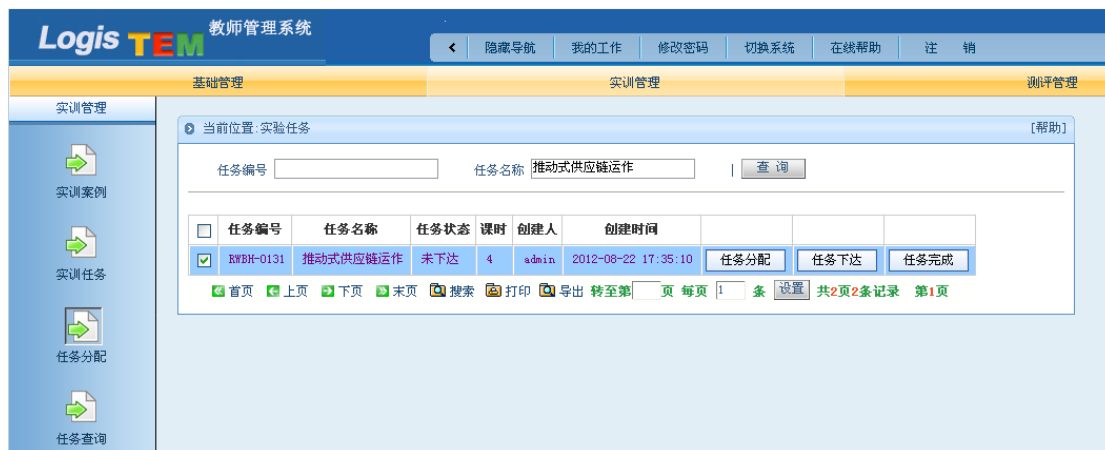 Logis TEM 教师管理系统
隐藏导航 我的工作 修改密码 切换系统 在线帮助 注 销
基础管理 实训管理 测评管理
实训管理
当前位置:实验任务 [帮助]
任务编号 任务名称 推动式供应链运作 | 查 询
实训案例
任务编号 任务名称 任务状态 课时 创建人 创建时间
RWBH-0131 推动式供应链运作 未下达 4 admin 2012-08-22 17:35:10 任务分配 任务下达 任务完成
实训任务
首页 上页 下页 末页 搜索 打印 导出 转至第 页 每页 1 条 设置 共2页2条记录 第1页
任务分配
任务查询